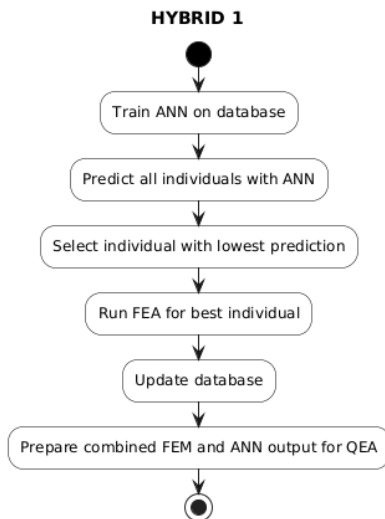 HYBRID 1
Train ANN on database
Predict all individuals with ANN
Select individual with lowest prediction
Run FEA for best individual
Update database
Prepare combined FEM and ANN output for QEA